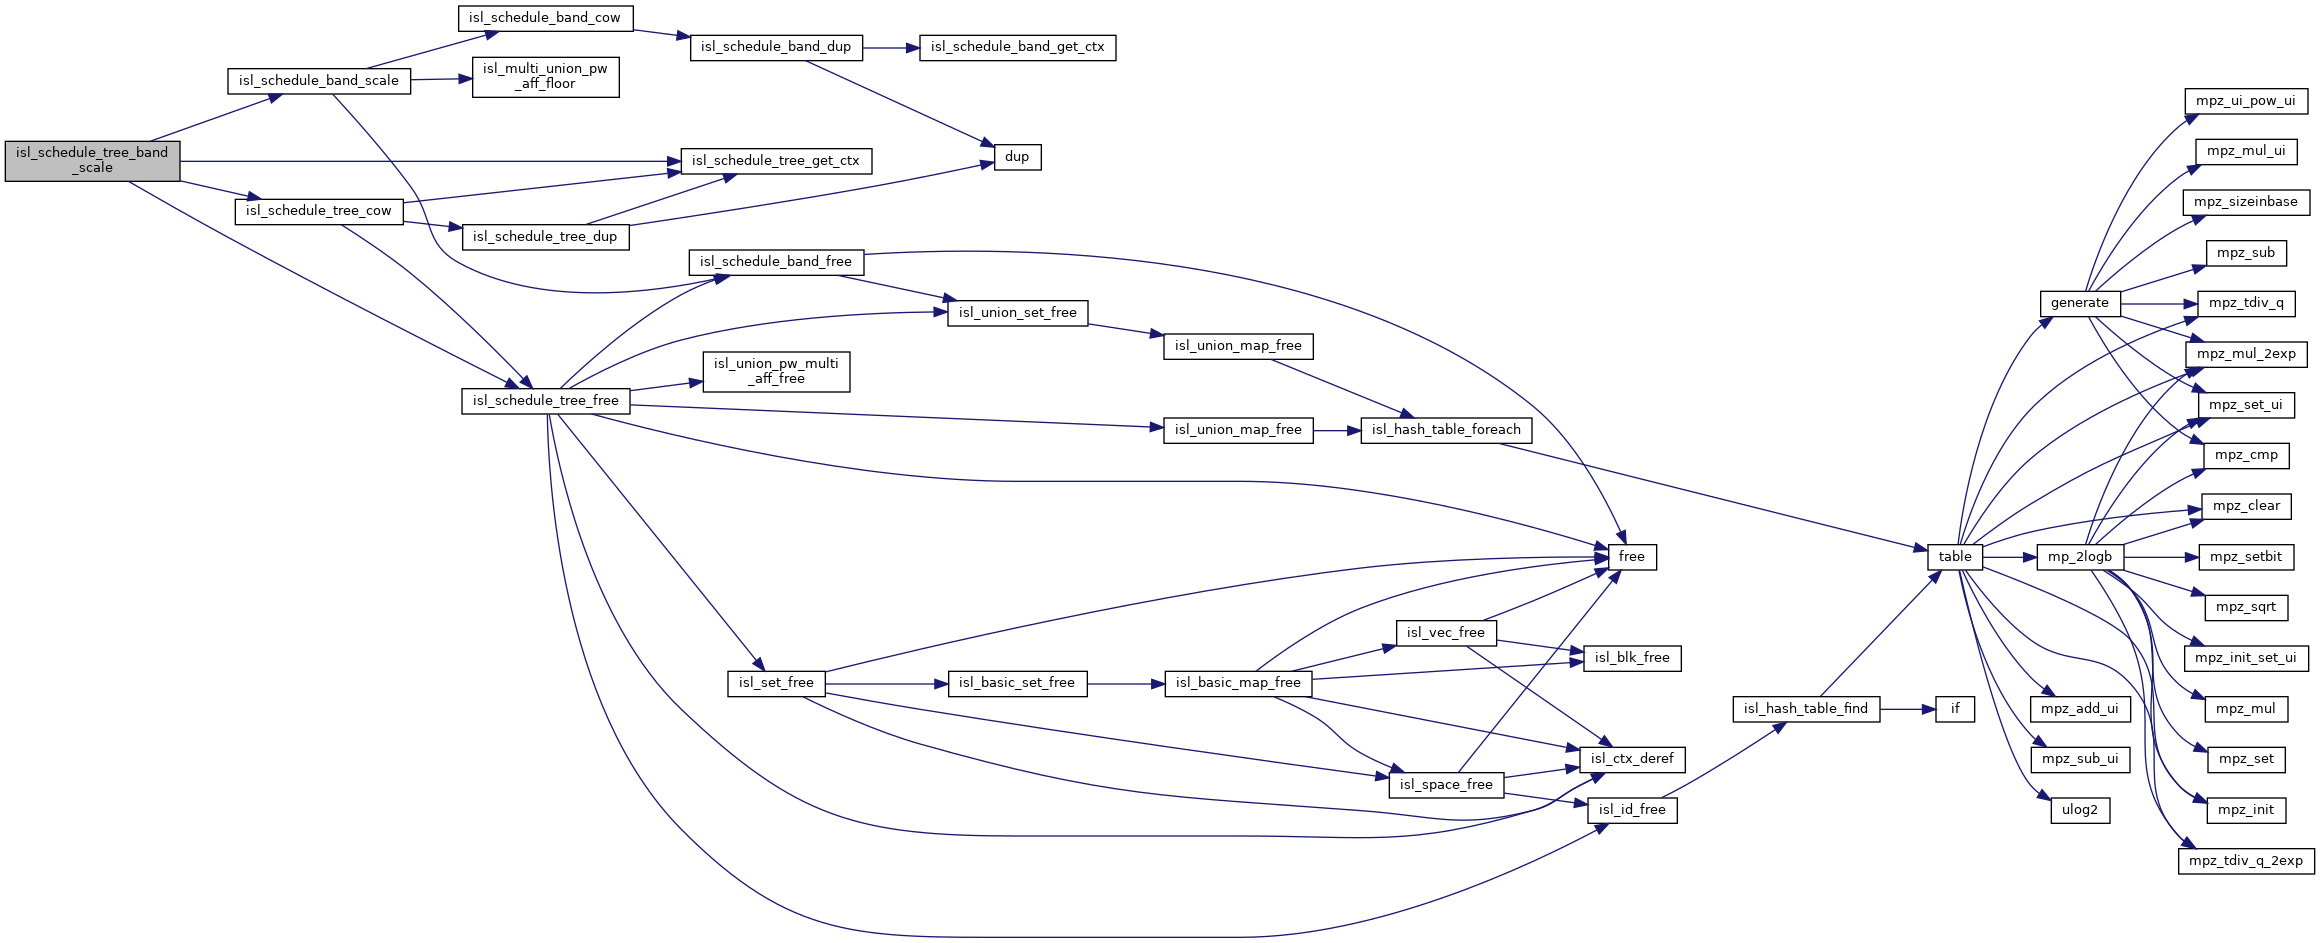 isl_schedule_tree_band
_scale
isl_schedule_band_scale
isl_schedule_tree_cow
isl_schedule_band_cow
isl_multi_union_pw
_aff_floor
isl_schedule_tree_dup
isl_schedule_tree_free
isl_schedule_band_dup
isl_schedule_tree_get_ctx
isl_schedule_band_free
isl_union_pw_multi
_aff_free
isl_set_free
isl_schedule_band_get_ctx
dup
isl_union_set_free
isl_basic_set_free
isl_union_map_free
isl_union_map_free
isl_basic_map_free
isl_hash_table_foreach
isl_vec_free
isl_space_free
free
isl_blk_free
isl_ctx_deref
isl_id_free
isl_hash_table_find
table
if
generate
mp_2logb
mpz_add_ui
mpz_sub_ui
ulog2
mpz_ui_pow_ui
mpz_mul_ui
mpz_sizeinbase
mpz_sub
mpz_tdiv_q
mpz_mul_2exp
mpz_set_ui
mpz_cmp
mpz_clear
mpz_setbit
mpz_sqrt
mpz_init_set_ui
mpz_mul
mpz_set
mpz_init
mpz_tdiv_q_2exp